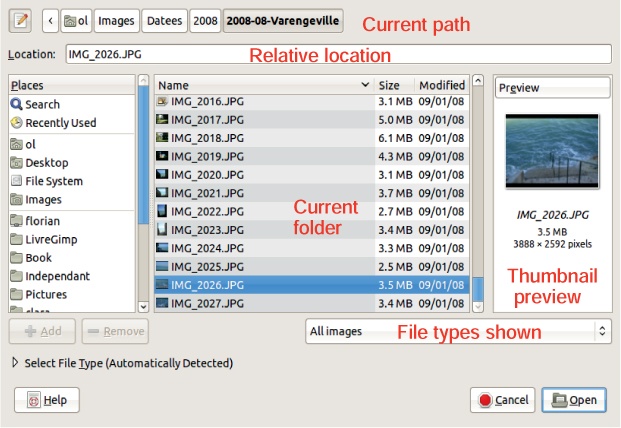 < ol Images Datees 2008 2008-08-Varengeville Current path
Location: IMG_2026.JPG Relative location
Places
Search
Recently Used
ol
Desktop
File System
Images
florian
LivreGimp
Book
Independant
Pictures
Name Size Modified
IMG_2016.JPG 3.1 MB 09/01/08
IMG_2017.JPG 5.0 MB 09/01/08
IMG_2018.JPG 6.1 MB 09/01/08
IMG_2019.JPG 4.3 MB 09/01/08
IMG_2020.JPG 3.1 MB 09/01/08
IMG_2021.JPG 3.7 MB 09/01/08
IMG_2022.JPG 2.7 MB 09/01/08
IMG_2023.JPG 3.4 MB 09/01/08
IMG_2024.JPG 3.3 MB 09/01/08
IMG_2025.JPG 2.5 MB 09/01/08
IMG_2026.JPG 3.5 MB 09/01/08
IMG_2027.JPG 3.4 MB 09/01/08
Current
folder
Preview
IMG_2026.JPG
3.5 MB
3888 × 2592 pixels
Thumbnail
preview
Add Remove
All images File types shown
Select File Type (Automatically Detected)
Help Cancel Open